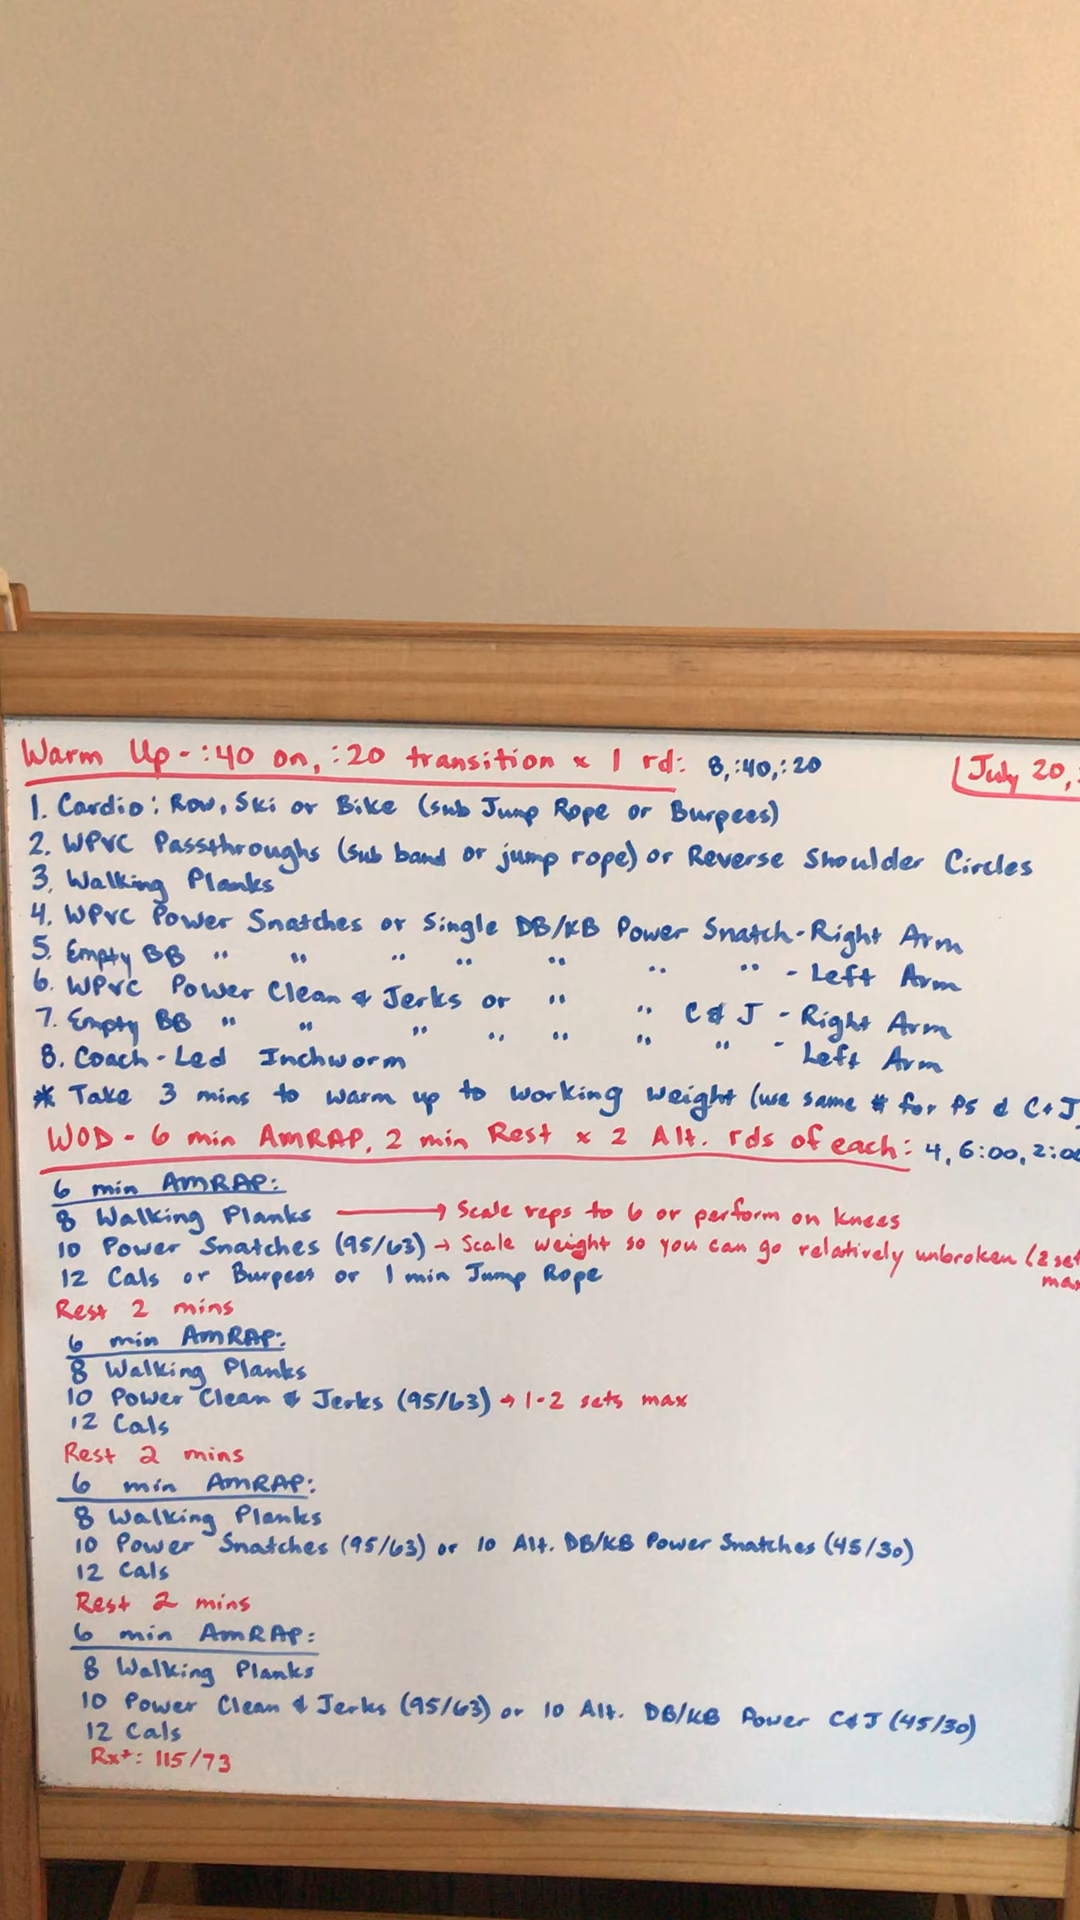 Warm Up - :40 on, :20 transition x 1 rd: 8, :40, :20
July 20,
1. Cardio: Row, Ski or Bike (sub Jump Rope or Burpees)
2. WPVC Passthroughs (sub band or jump rope) or Reverse Shoulder Circles
3. Walking Planks
4. WPVC Power Snatches or Single DB/KB Power Snatch - Right Arm
5. Empty BB " " " " " " " - Left Arm
6. WPVC Power Clean & Jerks or " " C & J - Right Arm
7. Empty BB " " " " " " " - Left Arm
8. Coach-Led Inchworm
* Take 3 mins to warm up to working weight (use same # for PS & C+J
WOD - 6 min AMRAP, 2 min Rest x 2 Alt. rds of each: 4, 6:00, 2:00
6 min AMRAP:
8 Walking Planks → Scale reps to 6 or perform on knees
10 Power Snatches (95/63) → Scale weight so you can go relatively unbroken (2 set
max
12 Cals or Burpees or 1 min Jump Rope
Rest 2 mins
6 min AMRAP:
8 Walking Planks
10 Power Clean & Jerks (95/63) → 1-2 sets max
12 Cals
Rest 2 mins
6 min AMRAP:
8 Walking Planks
10 Power Snatches (95/63) or 10 Alt. DB/KB Power Snatches (45/30)
12 Cals
Rest 2 mins
6 min AMRAP:
8 Walking Planks
10 Power Clean & Jerks (95/63) or 10 Alt. DB/KB Power C&J (45/30)
12 Cals
Rx+: 115/73